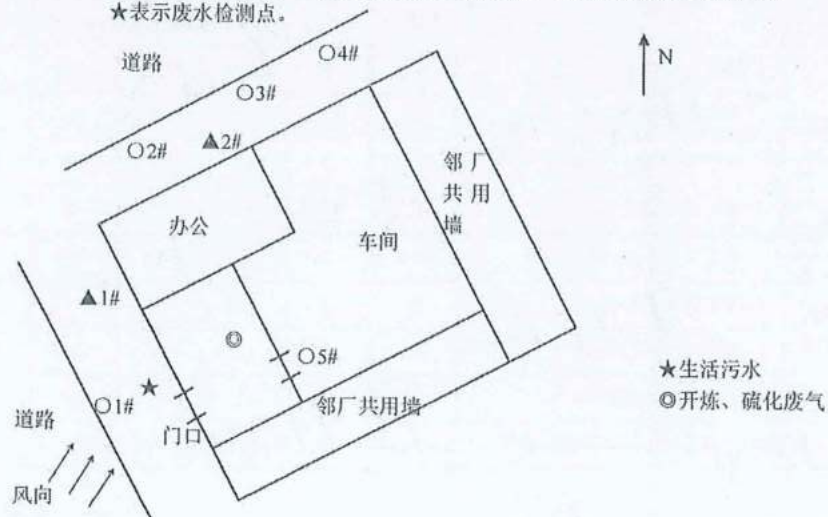 ★表示废水检测点。
道路
○4#
N
○3#
○2#
▲2#
邻厂
共用
墙
办公
车间
▲1#
◎
○5#
★生活污水
★
○1#
邻厂共用墙
◎开炼、硫化废气
道路
门口
风向